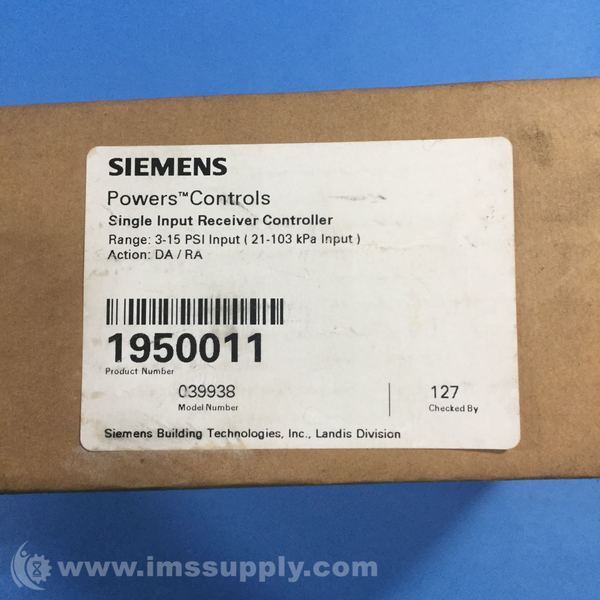 SIEMENS
Powers™Controls
Single Input Receiver Controller
Range: 3-15 PSI Input ( 21-103 kPa Input )
Action: DA / RA
1950011
Product Number
039938 127
Model Number Checked By
Siemens Building Technologies, Inc., Landis Division
www.imssupply.com